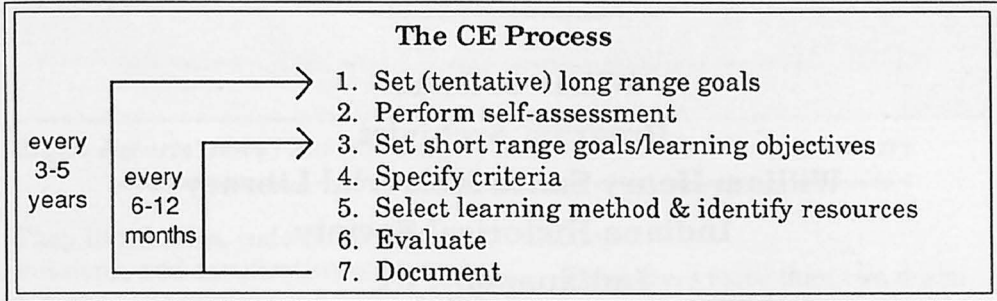 The CE Process
1. Set (tentative) long range goals
2. Perform self-assessment
3. Set short range goals/learning objectives
4. Specify criteria
5. Select learning method & identify resources
6. Evaluate
7. Document
every
3-5
years
every
6-12
months